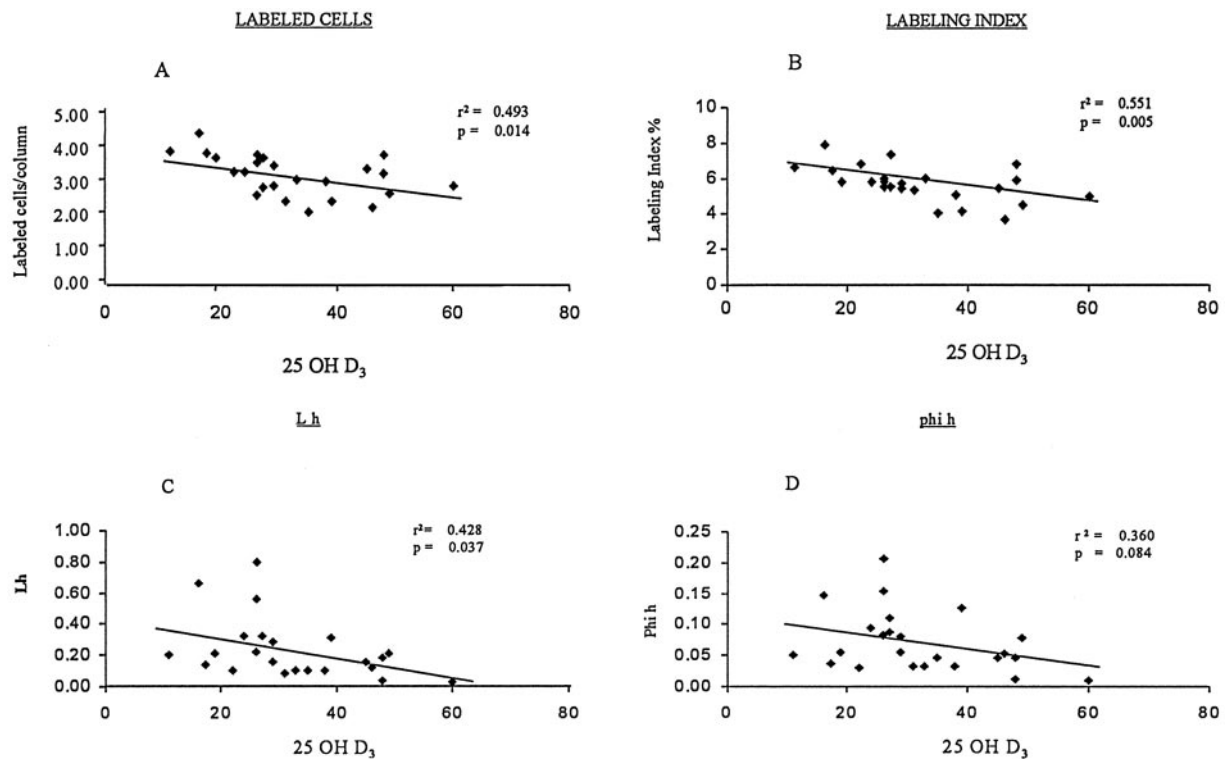 LABELED CELLS
A
r² = 0.493
p = 0.014
Labeled cells/column
5.00
4.00
3.00
2.00
1.00
0.00
0 20 40 60 80
25 OH D₃
LABELING INDEX
B
r² = 0.551
p = 0.005
Labeling Index %
10
8
6
4
2
0
0 20 40 60 80
25 OH D₃
L h
C
r²= 0.428
p = 0.037
Lh
1.00
0.80
0.60
0.40
0.20
0.00
0 20 40 60 80
25 OH D₃
phi h
D
r² = 0.360
p = 0.084
Phi h
0.25
0.20
0.15
0.10
0.05
0.00
0 20 40 60 80
25 OH D₃